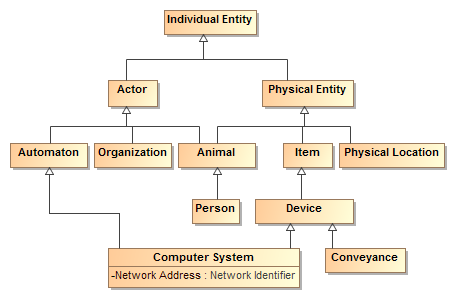 Individual Entity
Actor
Physical Entity
Automaton
Organization
Animal
Item
Physical Location
Person
Device
Computer System
-Network Address : Network Identifier
Conveyance